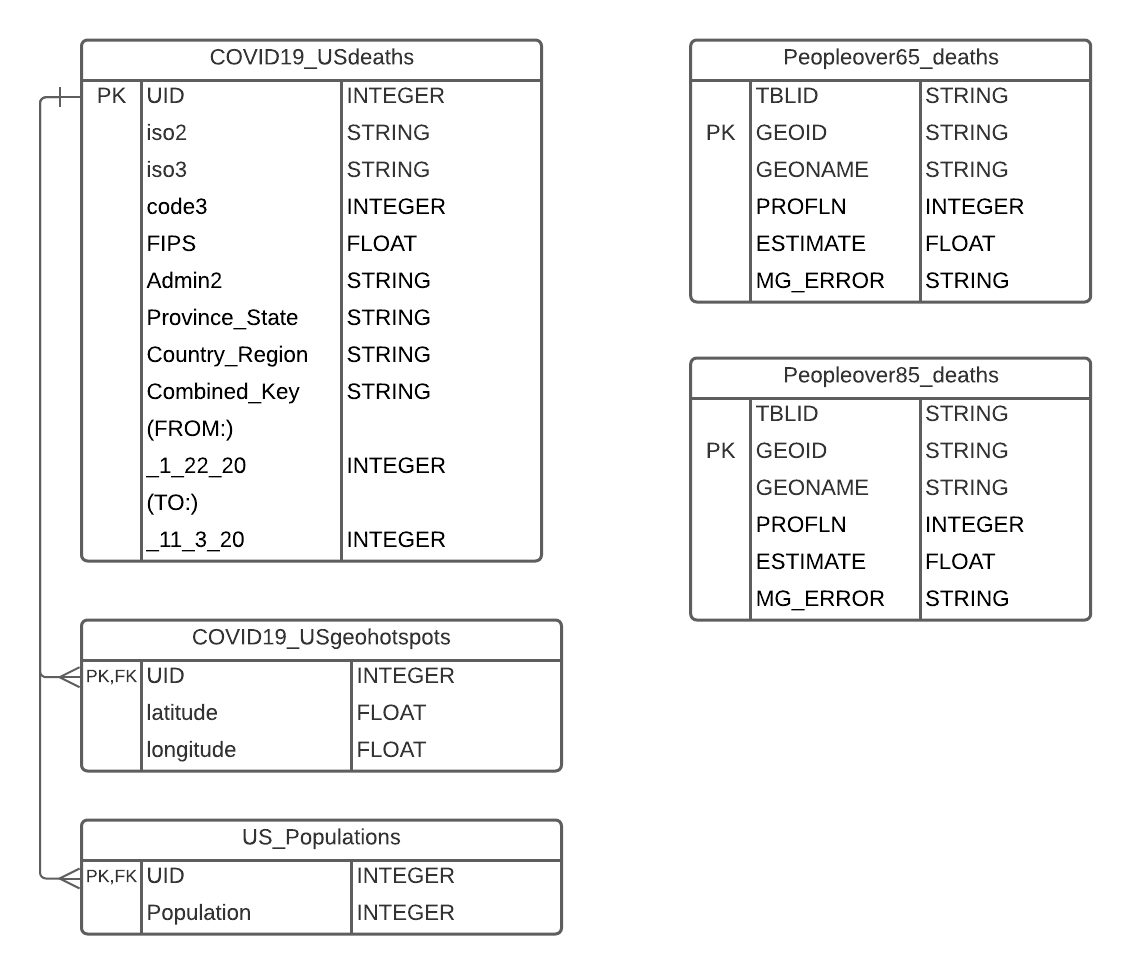 COVID19_USdeaths
PK UID INTEGER
iso2 STRING
iso3 STRING
code3 INTEGER
FIPS FLOAT
Admin2 STRING
Province_State STRING
Country_Region STRING
Combined_Key STRING
(FROM:)
_1_22_20 INTEGER
(TO:)
_11_3_20 INTEGER
COVID19_USgeohotspots
PK,FK UID INTEGER
latitude FLOAT
longitude FLOAT
US_Populations
PK,FK UID INTEGER
Population INTEGER
Peopleover65_deaths
TBLID STRING
PK GEOID STRING
GEONAME STRING
PROFLN INTEGER
ESTIMATE FLOAT
MG_ERROR STRING
Peopleover85_deaths
TBLID STRING
PK GEOID STRING
GEONAME STRING
PROFLN INTEGER
ESTIMATE FLOAT
MG_ERROR STRING